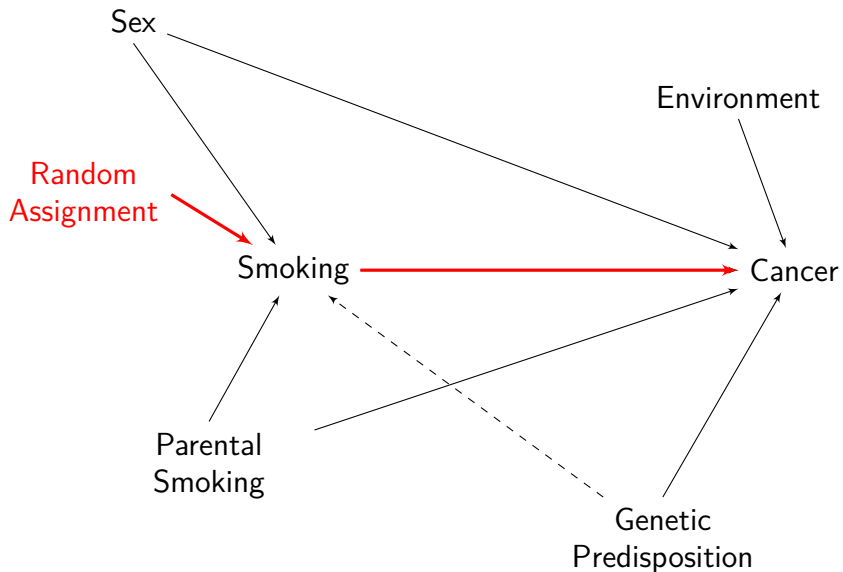 Sex
Environment
Random
Assignment
Smoking
Cancer
Parental
Smoking
Genetic
Predisposition